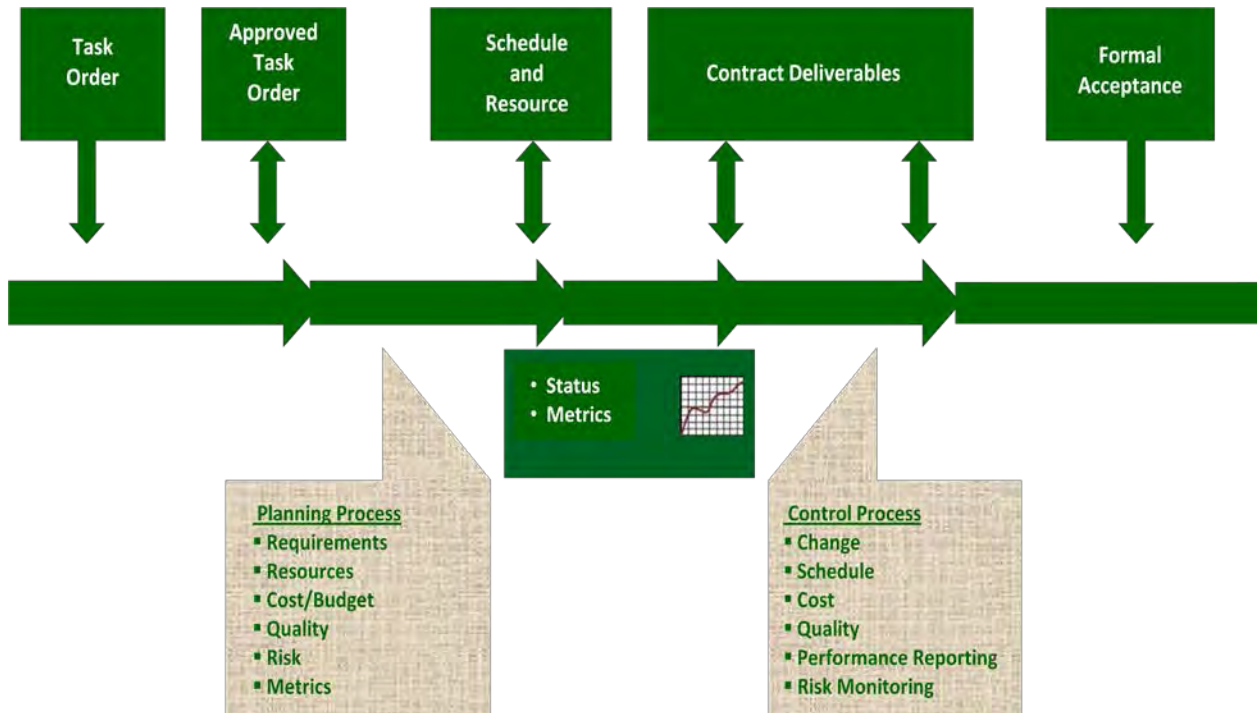 Task
Order
Approved
Task
Order
Schedule
and
Resource
Contract Deliverables
Formal
Acceptance
• Status
• Metrics
Planning Process
▪ Requirements
▪ Resources
▪ Cost/Budget
▪ Quality
▪ Risk
▪ Metrics
Control Process
▪ Change
▪ Schedule
▪ Cost
▪ Quality
▪ Performance Reporting
▪ Risk Monitoring